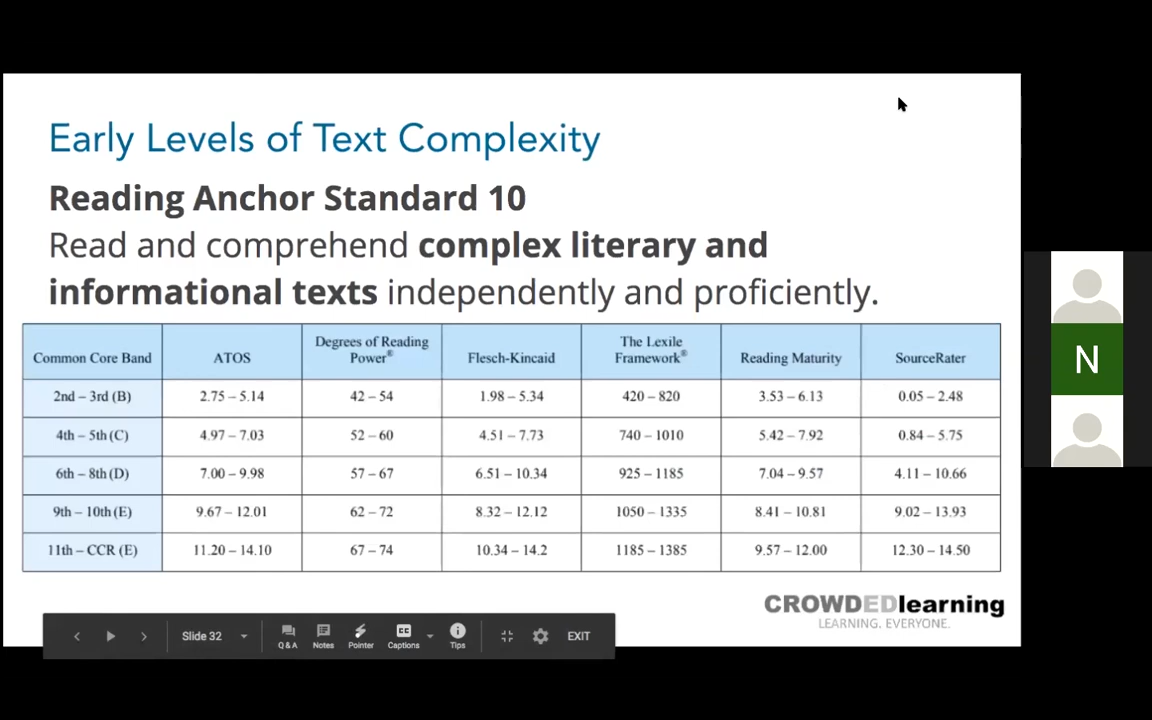 Early Levels of Text Complexity
Reading Anchor Standard 10
Read and comprehend complex literary and
informational texts independently and proficiently.
Common Core Band ATOS Degrees of Reading Power® Flesch-Kincaid The Lexile Framework® Reading Maturity SourceRater
2nd – 3rd (B) 2.75 – 5.14 42 – 54 1.98 – 5.34 420 – 820 3.53 – 6.13 0.05 – 2.48
4th – 5th (C) 4.97 – 7.03 52 – 60 4.51 – 7.73 740 – 1010 5.42 – 7.92 0.84 – 5.75
6th – 8th (D) 7.00 – 9.98 57 – 67 6.51 – 10.34 925 – 1185 7.04 – 9.57 4.11 – 10.66
9th – 10th (E) 9.67 – 12.01 62 – 72 8.32 – 12.12 1050 – 1335 8.41 – 10.81 9.02 – 13.93
11th – CCR (E) 11.20 – 14.10 67 – 74 10.34 – 14.2 1185 – 1385 9.57 – 12.00 12.30 – 14.50
CROWDEDlearning
LEARNING. EVERYONE.
Slide 32 Q&A Notes Pointer CC Captions Tips EXIT
N